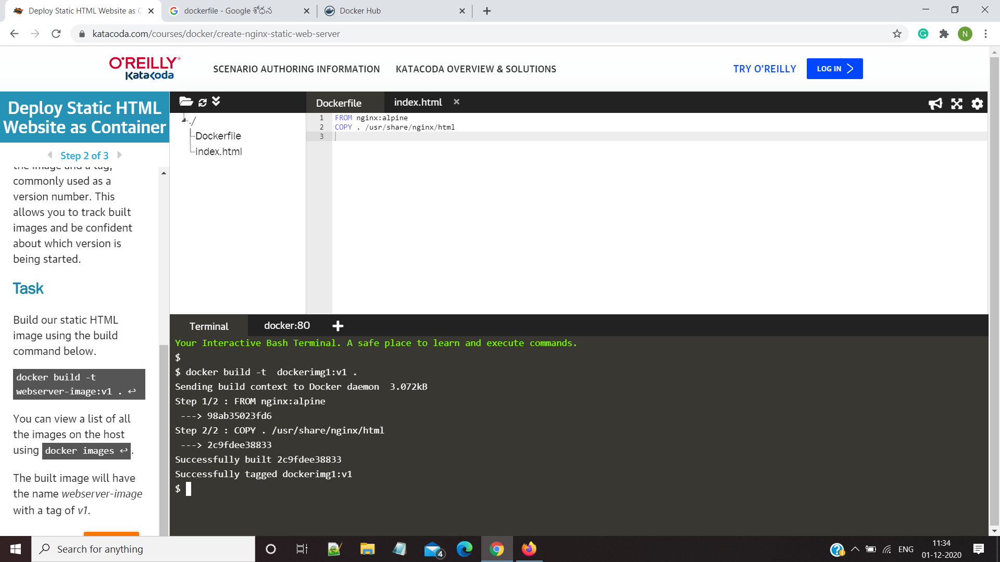 Deploy Static HTML Website as C
dockerfile - Google శోధన
Docker Hub
katacoda.com/courses/docker/create-nginx-static-web-server
N
O'REILLY
Katacoda
SCENARIO AUTHORING INFORMATION
KATACODA OVERVIEW & SOLUTIONS
TRY O'REILLY
LOG IN
Deploy Static HTML
Website as Container
Step 2 of 3
the image and a tag,
commonly used as a
version number. This
allows you to track built
images and be confident
about which version is
being started.
Task
Build our static HTML
image using the build
command below.
docker build -t
webserver-image:v1 . ↩
You can view a list of all
the images on the host
using docker images ↩.
The built image will have
the name webserver-image
with a tag of v1.
./
Dockerfile
index.html
Dockerfile
index.html
1 FROM nginx:alpine
2 COPY . /usr/share/nginx/html
3
Terminal
docker:80
Your Interactive Bash Terminal. A safe place to learn and execute commands.
$
$ docker build -t  dockerimg1:v1 .
Sending build context to Docker daemon  3.072kB
Step 1/2 : FROM nginx:alpine
 ---> 98ab35023fd6
Step 2/2 : COPY . /usr/share/nginx/html
 ---> 2c9fdee38833
Successfully built 2c9fdee38833
Successfully tagged dockerimg1:v1
$
Search for anything
4
ENG
11:34
01-12-2020